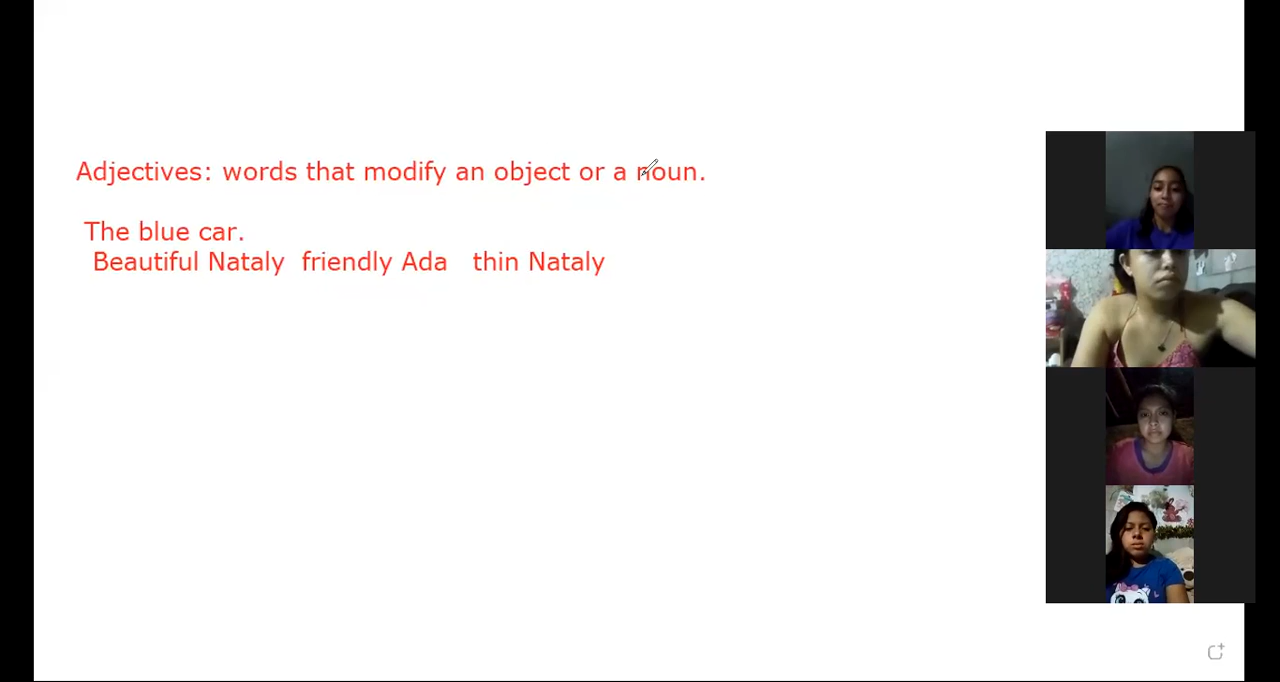 Adjectives: words that modify an object or a noun.
The blue car.
Beautiful Nataly friendly Ada thin Nataly